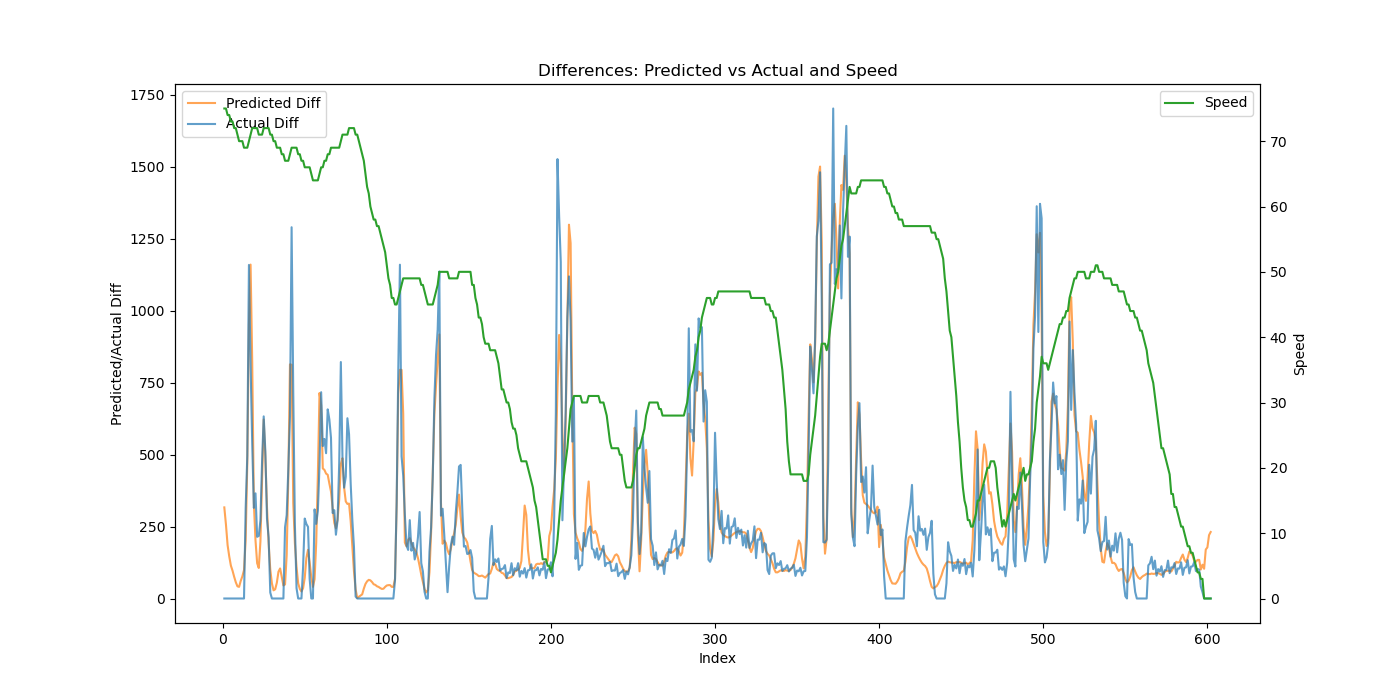 Differences: Predicted vs Actual and Speed
Predicted Diff
Actual Diff
Speed
Predicted/Actual Diff
1750
1500
1250
1000
750
500
250
0
70
60
50
40
30
20
10
0
Speed
0 100 200 300 400 500 600
Index